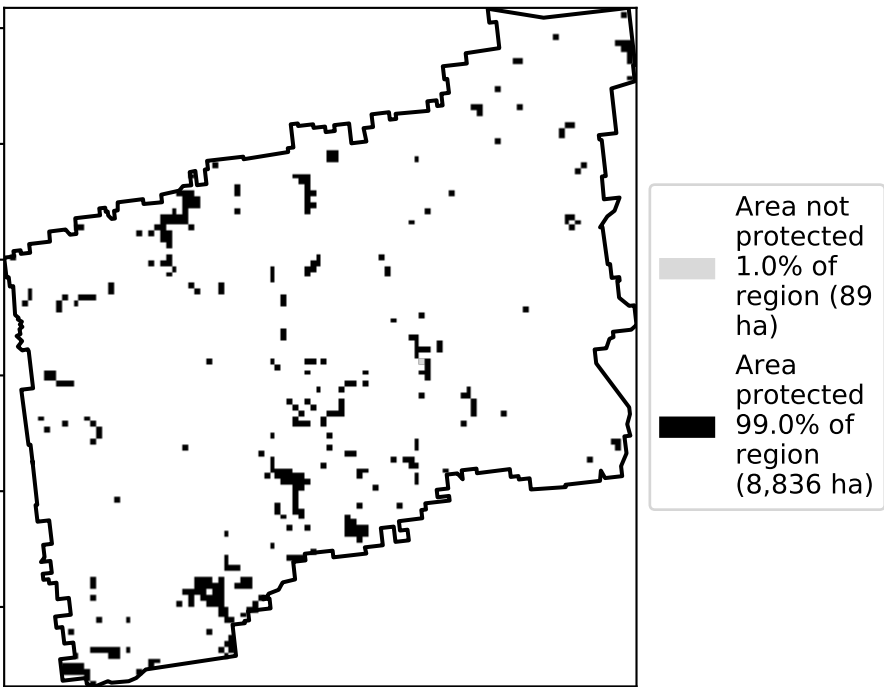 Area not
protected
1.0% of
region (89
ha)
Area
protected
99.0% of
region
(8,836 ha)